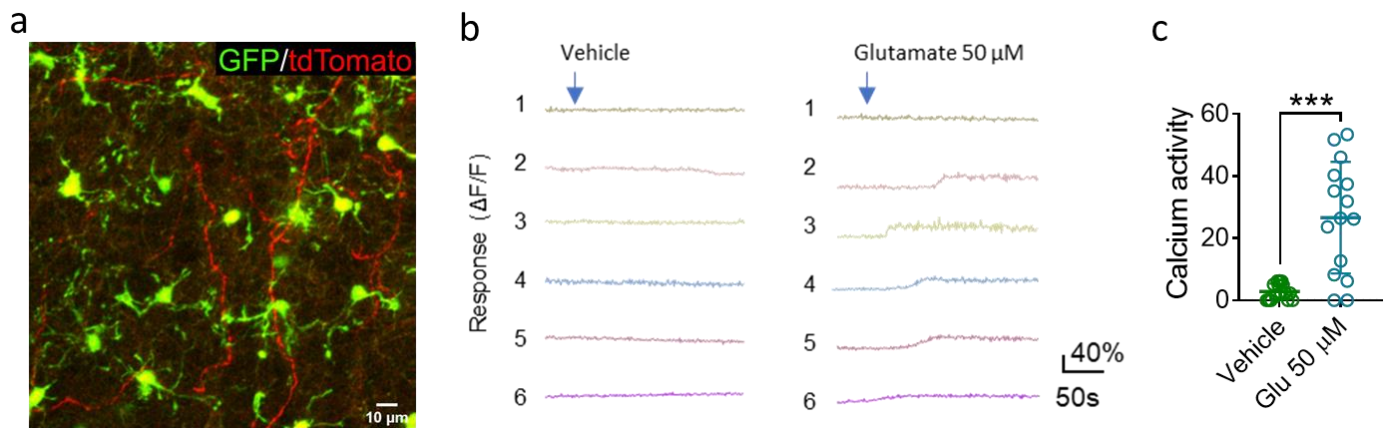 a
GFP/tdTomato
10 µm
b
Vehicle
Glutamate 50 µM
Response (ΔF/F)
1
2
3
4
5
6
1
2
3
4
5
6
40%
50s
c
***
Calcium activity
60
40
20
0
Vehicle
Glu 50 µM